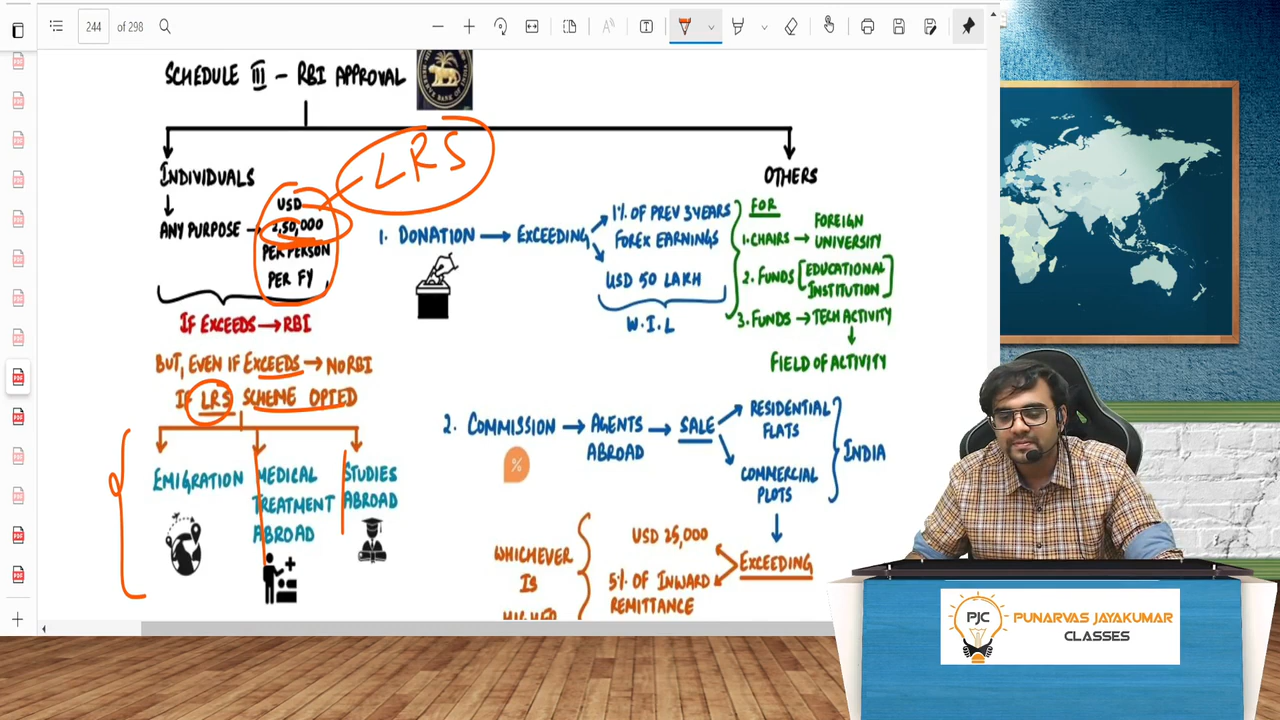 244 of 298
SCHEDULE III - RBI APPROVAL
LRS
INDIVIDUALS
ANY PURPOSE
USD
2,50,000
PER PERSON
PER FY
IF EXCEEDS → RBI
BUT, EVEN IF EXCEEDS → NO RBI
IF LRS SCHEME OPTED
EMIGRATION
MEDICAL
TREATMENT
ABROAD
STUDIES
ABROAD
OTHERS
1. DONATION → EXCEEDING
1% OF PREV 3 YEARS
FOREX EARNINGS
USD 50 LAKH
W.I.L
FOR
1. CHAIRS → FOREIGN
UNIVERSITY
2. FUNDS [EDUCATIONAL
INSTITUTION]
3. FUNDS → TECH ACTIVITY
FIELD OF ACTIVITY
2. COMMISSION → AGENTS
ABROAD → SALE
RESIDENTIAL
FLATS
COMMERCIAL
PLOTS
INDIA
%
EXCEEDING
USD 25,000
5% OF INWARD
REMITTANCE
WHICHEVER
IS
PJC
PUNARVAS JAYAKUMAR
CLASSES